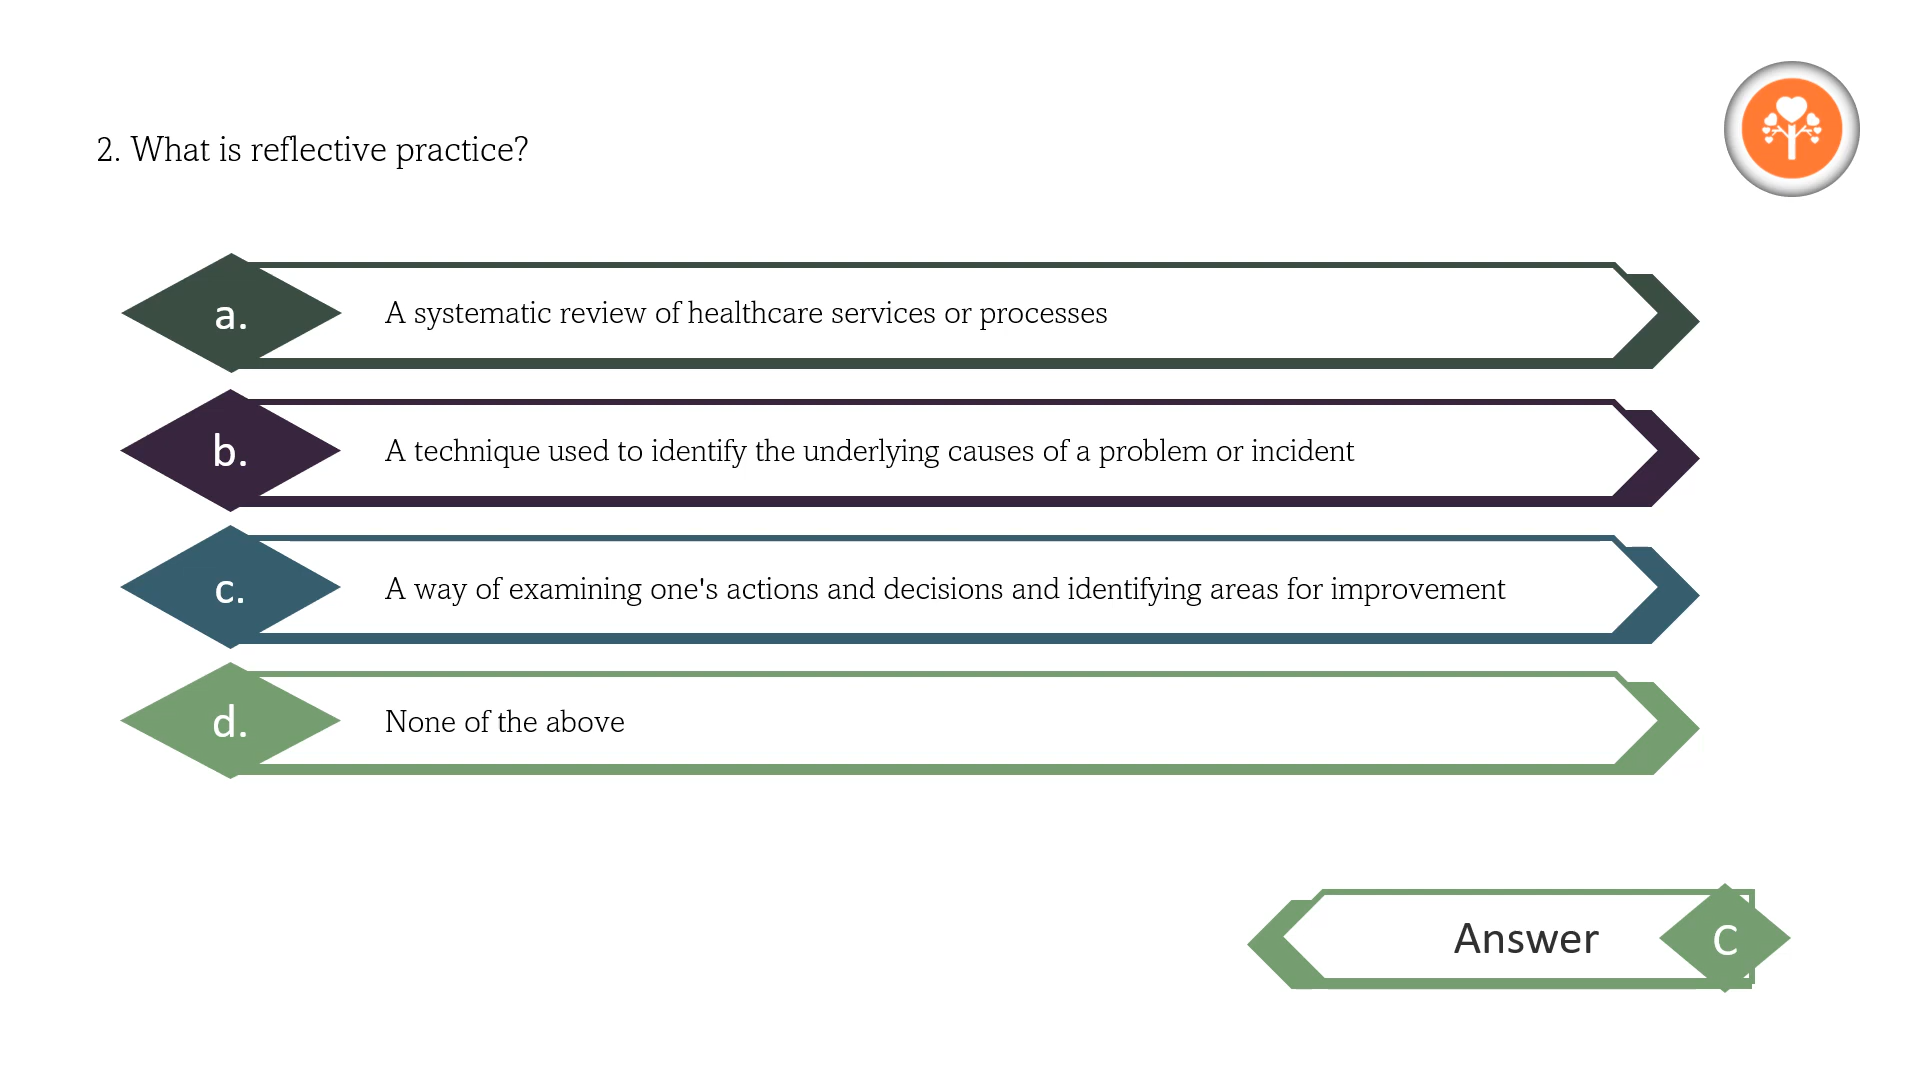 2. What is reflective practice?
a. A systematic review of healthcare services or processes
b. A technique used to identify the underlying causes of a problem or incident
c. A way of examining one's actions and decisions and identifying areas for improvement
d. None of the above
Answer C